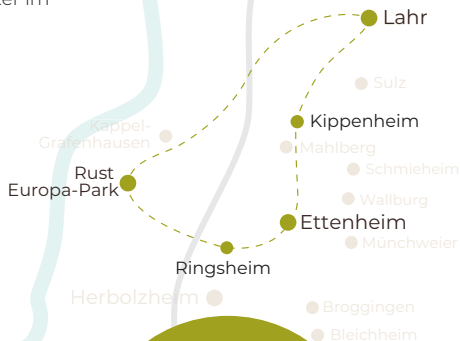 Lahr
Sulz
Kippenheim
Kappel-
Grafenhausen
Mahlberg
Schmieheim
Rust
Europa-Park
Wallburg
Ettenheim
Münchweier
Ringsheim
Herbolzheim
Broggingen
Bleichheim